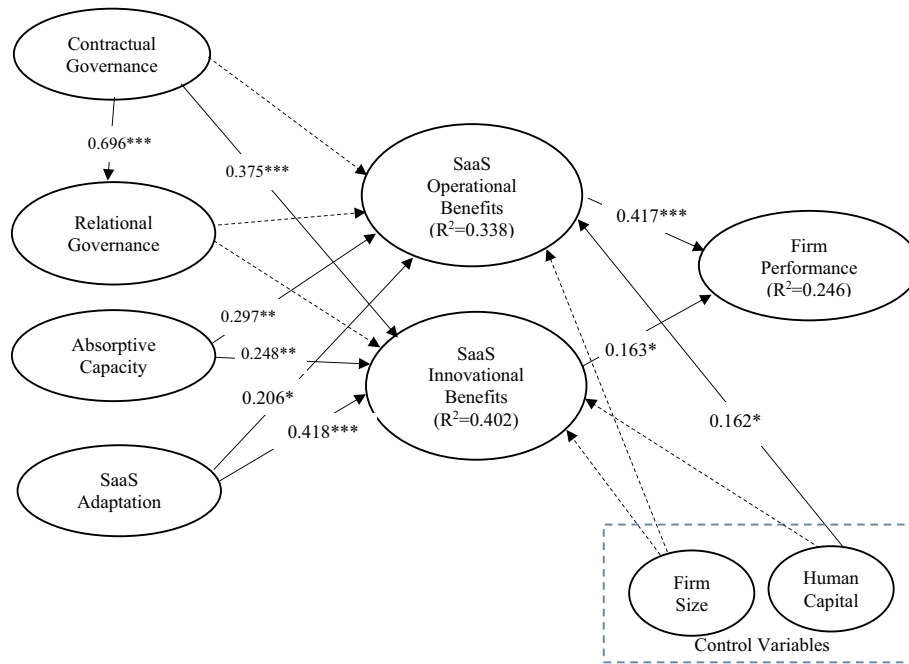 Contractual
Governance
0.696***
0.375***
Relational
Governance
SaaS
Operational
Benefits
(R²=0.338)
0.417***
Firm
Performance
(R²=0.246)
0.297**
Absorptive
Capacity
0.248**
SaaS
Innovational
Benefits
(R²=0.402)
0.163*
0.206*
0.418***
0.162*
SaaS
Adaptation
Firm
Size
Human
Capital
Control Variables